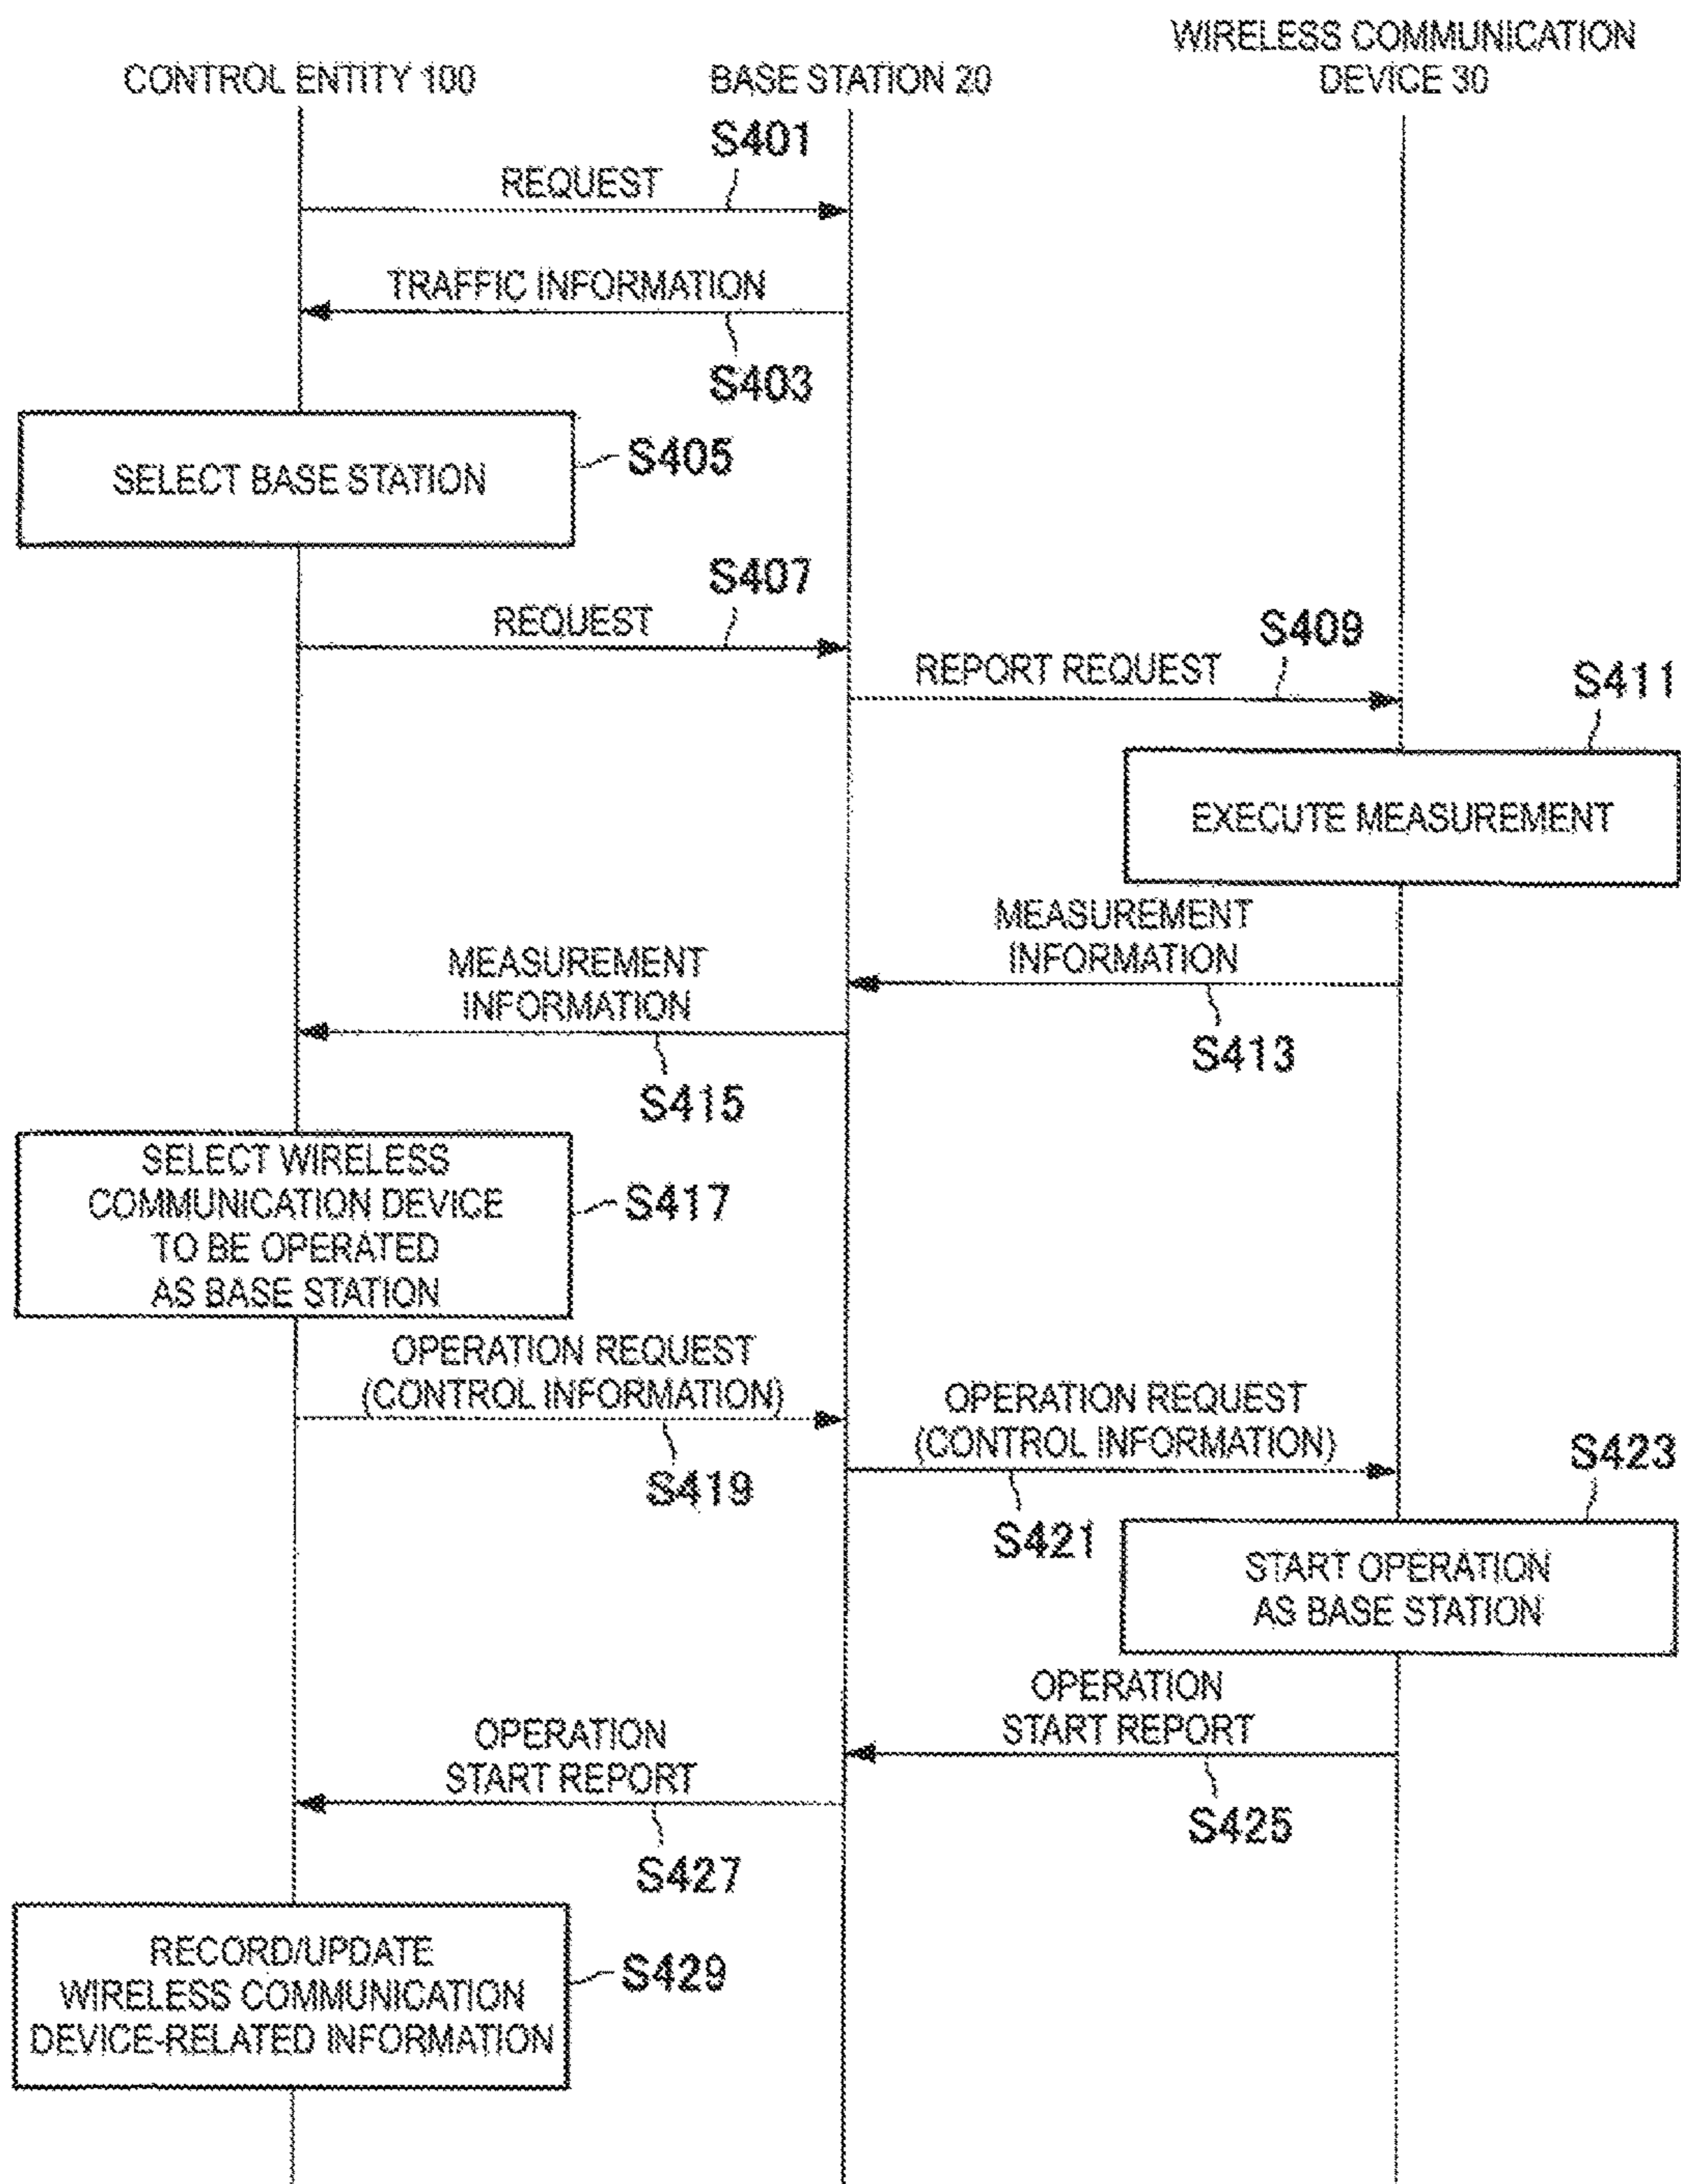 WIRELESS COMMUNICATION
CONTROL ENTITY 100
BASE STATION 20
DEVICE 30
S401
REQUEST
TRAFFIC INFORMATION
S403
SELECT BASE STATION
S405
S407
REQUEST
S409
REPORT REQUEST
S411
EXECUTE MEASUREMENT
MEASUREMENT
INFORMATION
S413
MEASUREMENT
INFORMATION
S415
SELECT WIRELESS
COMMUNICATION DEVICE
TO BE OPERATED
AS BASE STATION
S417
OPERATION REQUEST
(CONTROL INFORMATION)
S419
OPERATION REQUEST
(CONTROL INFORMATION)
S421
S423
START OPERATION
AS BASE STATION
OPERATION
START REPORT
S425
OPERATION
START REPORT
S427
RECORD/UPDATE
WIRELESS COMMUNICATION
DEVICE-RELATED INFORMATION
S429